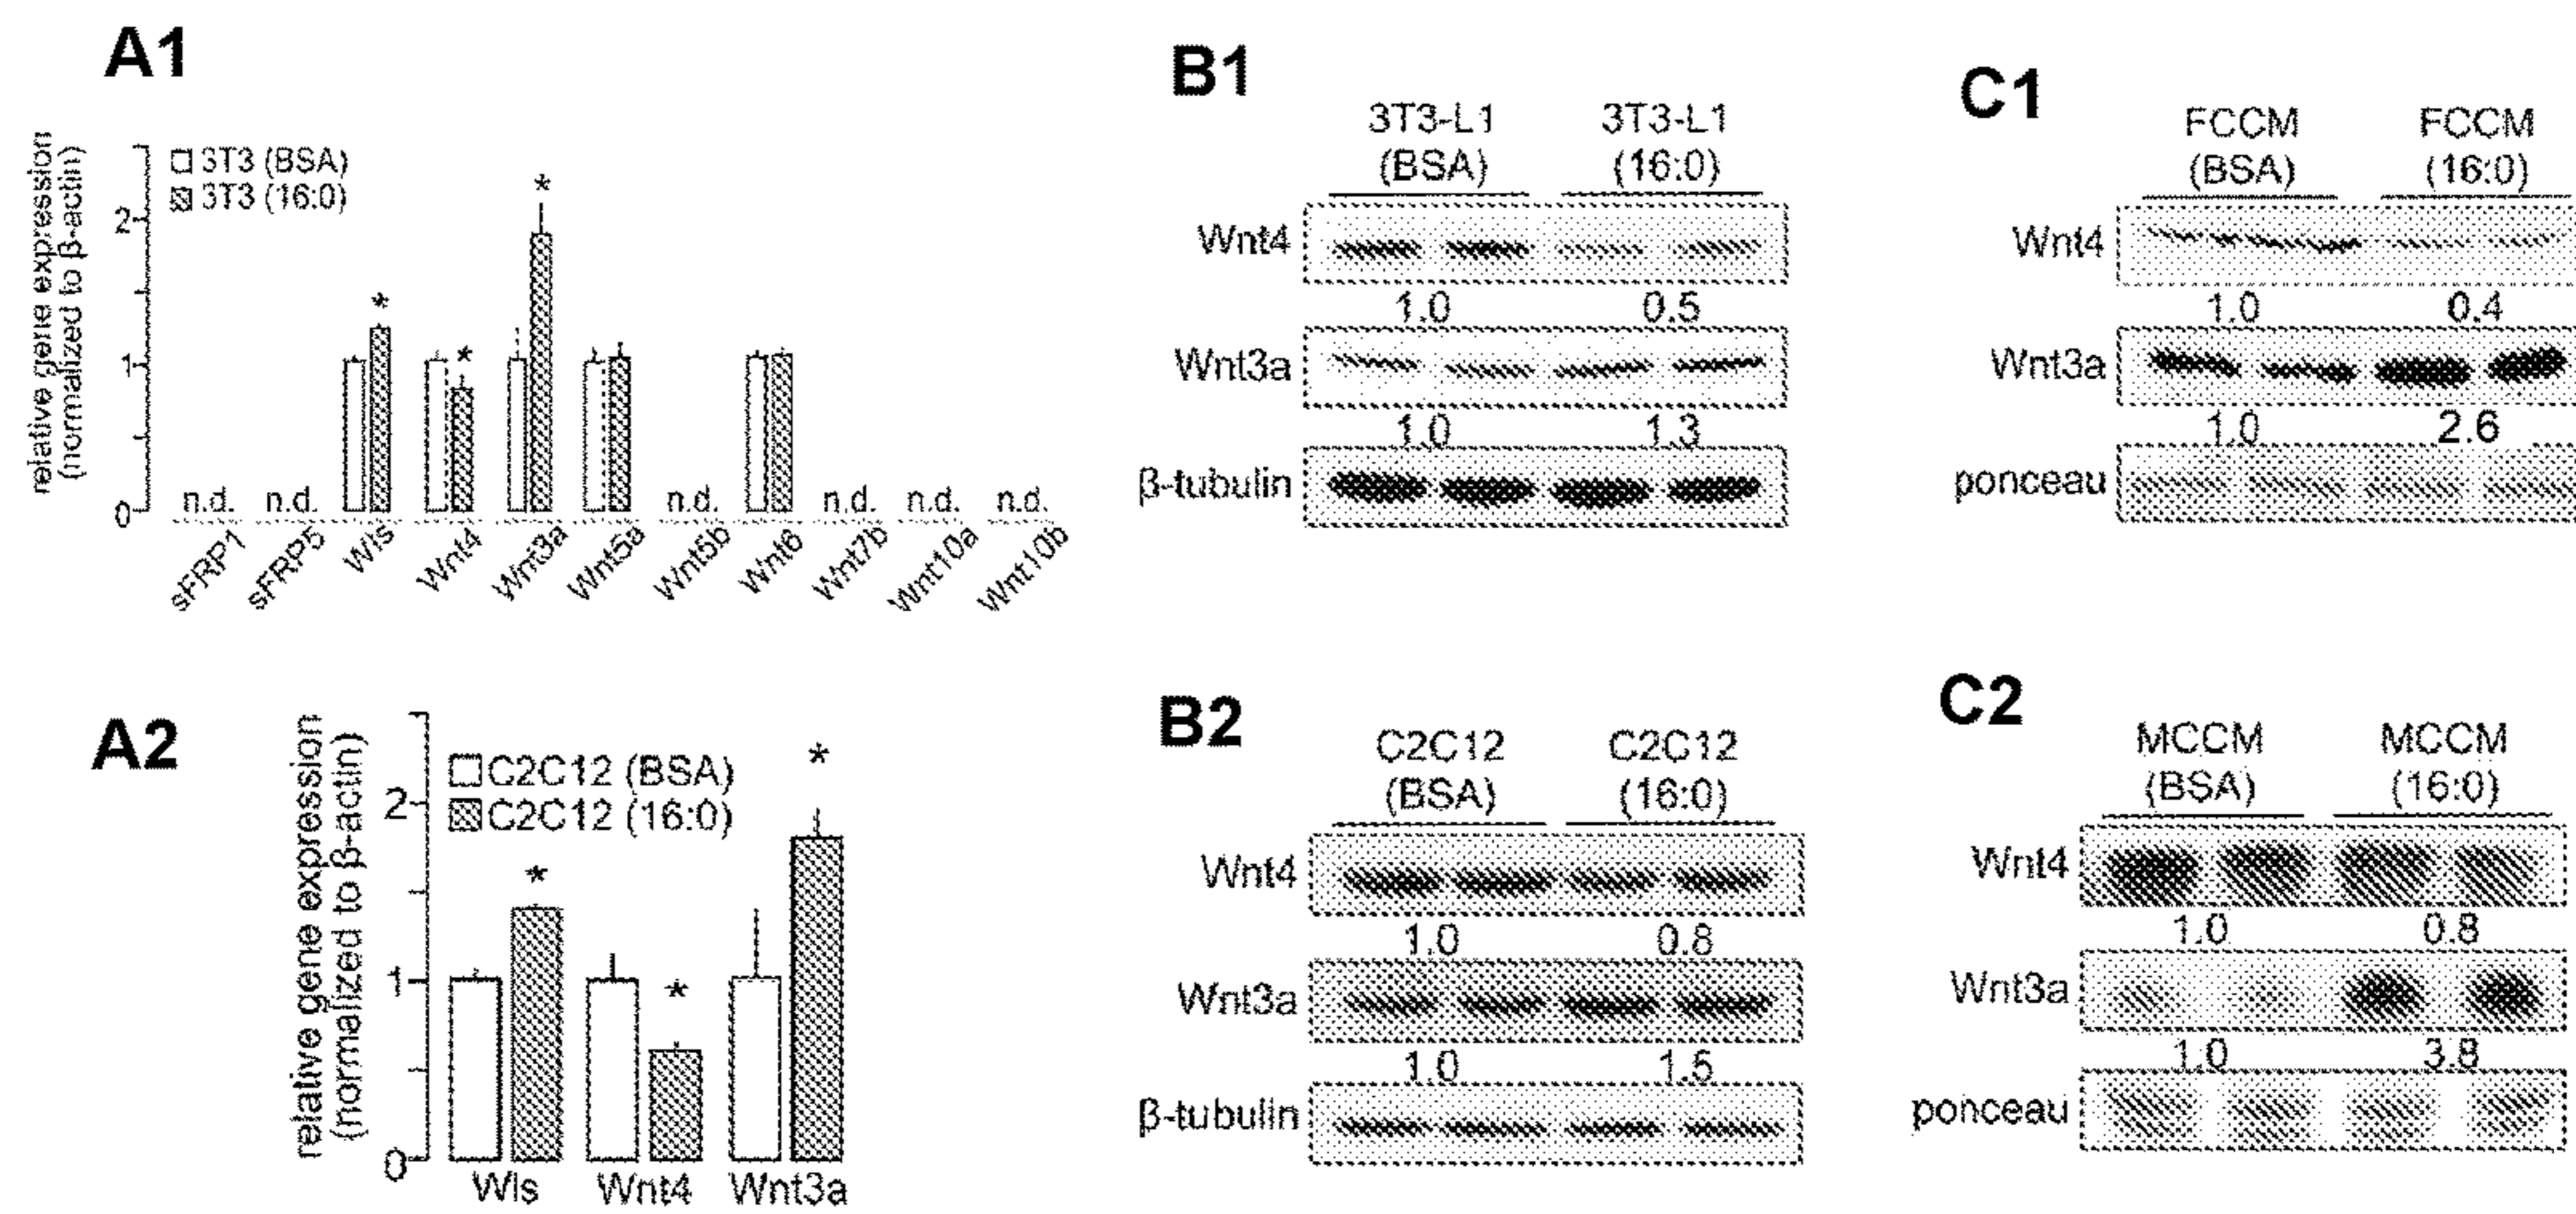 A1
relative gene expression
(normalized to β-actin)
3T3 (BSA)
3T3 (16:0)
2
1
0
* * * 
n.d. n.d. n.d. n.d. n.d. n.d.
sFRP1 sFRP5 Wls Wnt4 Wnt3a Wnt5a Wnt5b Wnt6 Wnt7b Wnt10a Wnt10b
B1
3T3-L1 3T3-L1
(BSA) (16:0)
Wnt4
1.0 0.5
Wnt3a
1.0 1.3
β-tubulin
C1
FCCM FCCM
(BSA) (16:0)
Wnt4
1.0 0.4
Wnt3a
1.0 2.6
ponceau
A2
relative gene expression
(normalized to β-actin)
C2C12 (BSA)
C2C12 (16:0)
2
1
0
* * *
Wls Wnt4 Wnt3a
B2
C2C12 C2C12
(BSA) (16:0)
Wnt4
1.0 0.8
Wnt3a
1.0 1.5
β-tubulin
C2
MCCM MCCM
(BSA) (16:0)
Wnt4
1.0 0.8
Wnt3a
1.0 3.8
ponceau